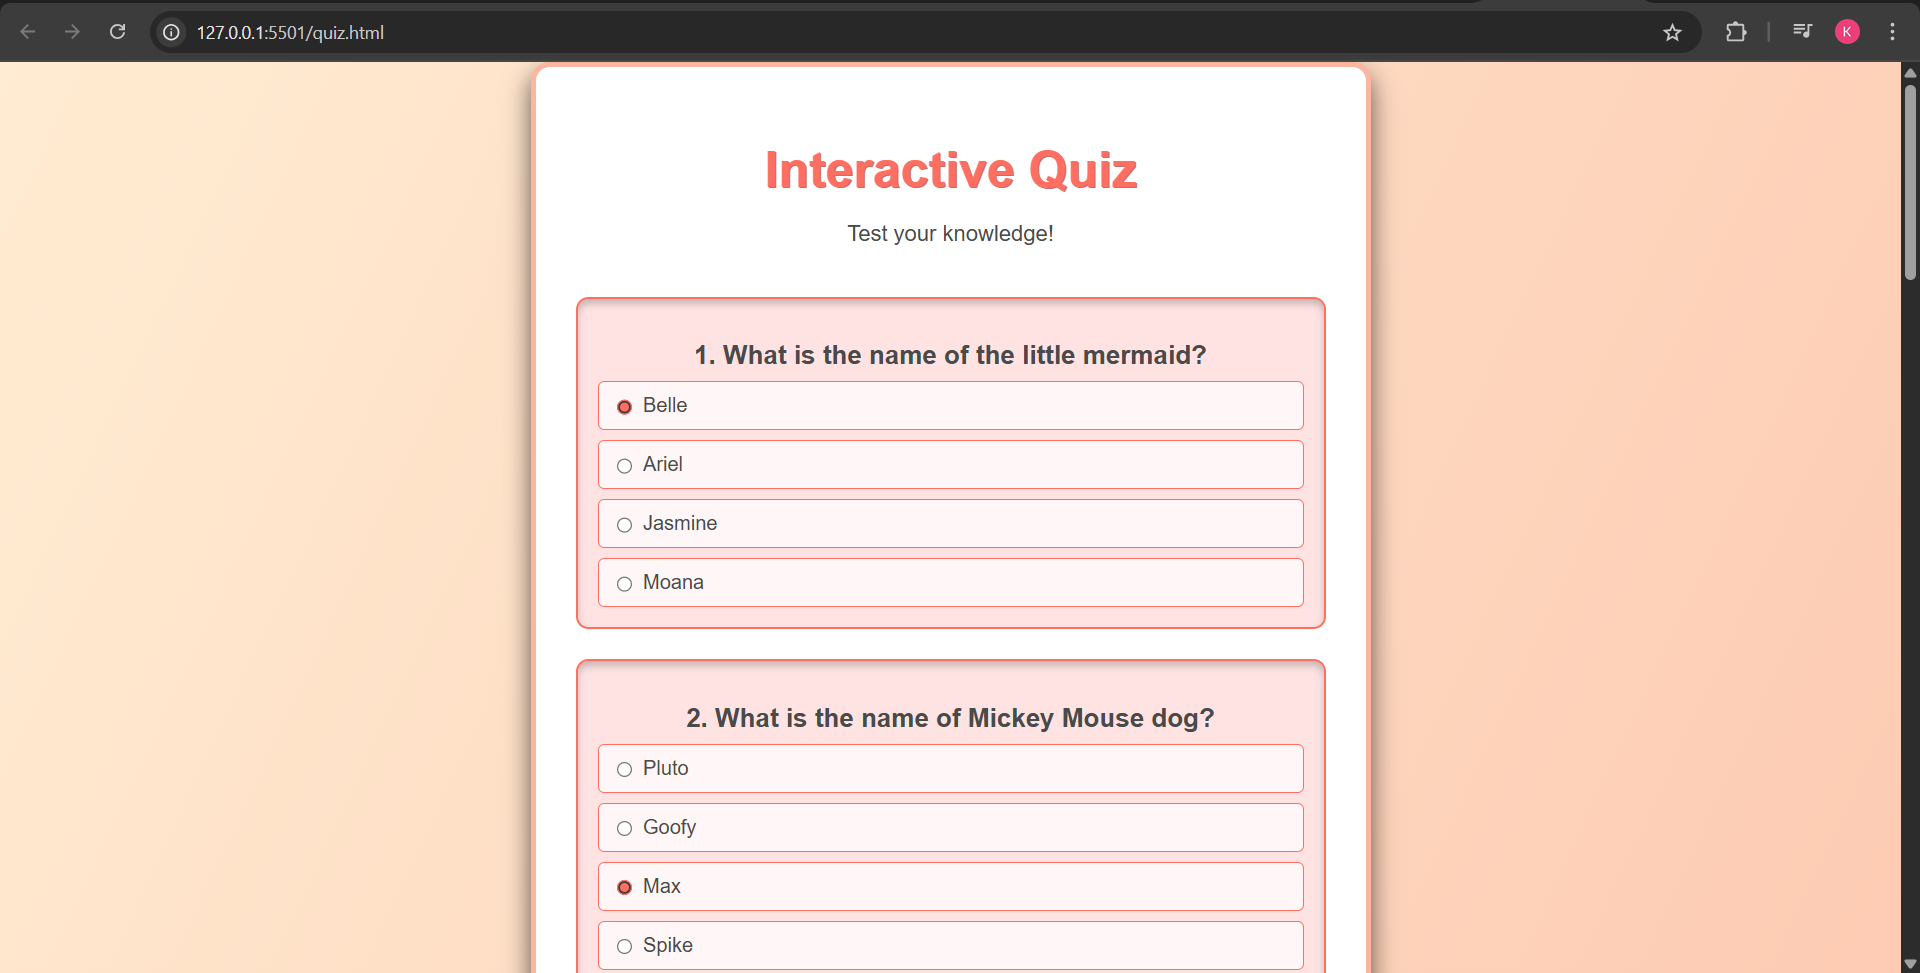 127.0.0.1:5501/quiz.html
K
Interactive Quiz
Test your knowledge!
1. What is the name of the little mermaid?
Belle
Ariel
Jasmine
Moana
2. What is the name of Mickey Mouse dog?
Pluto
Goofy
Max
Spike